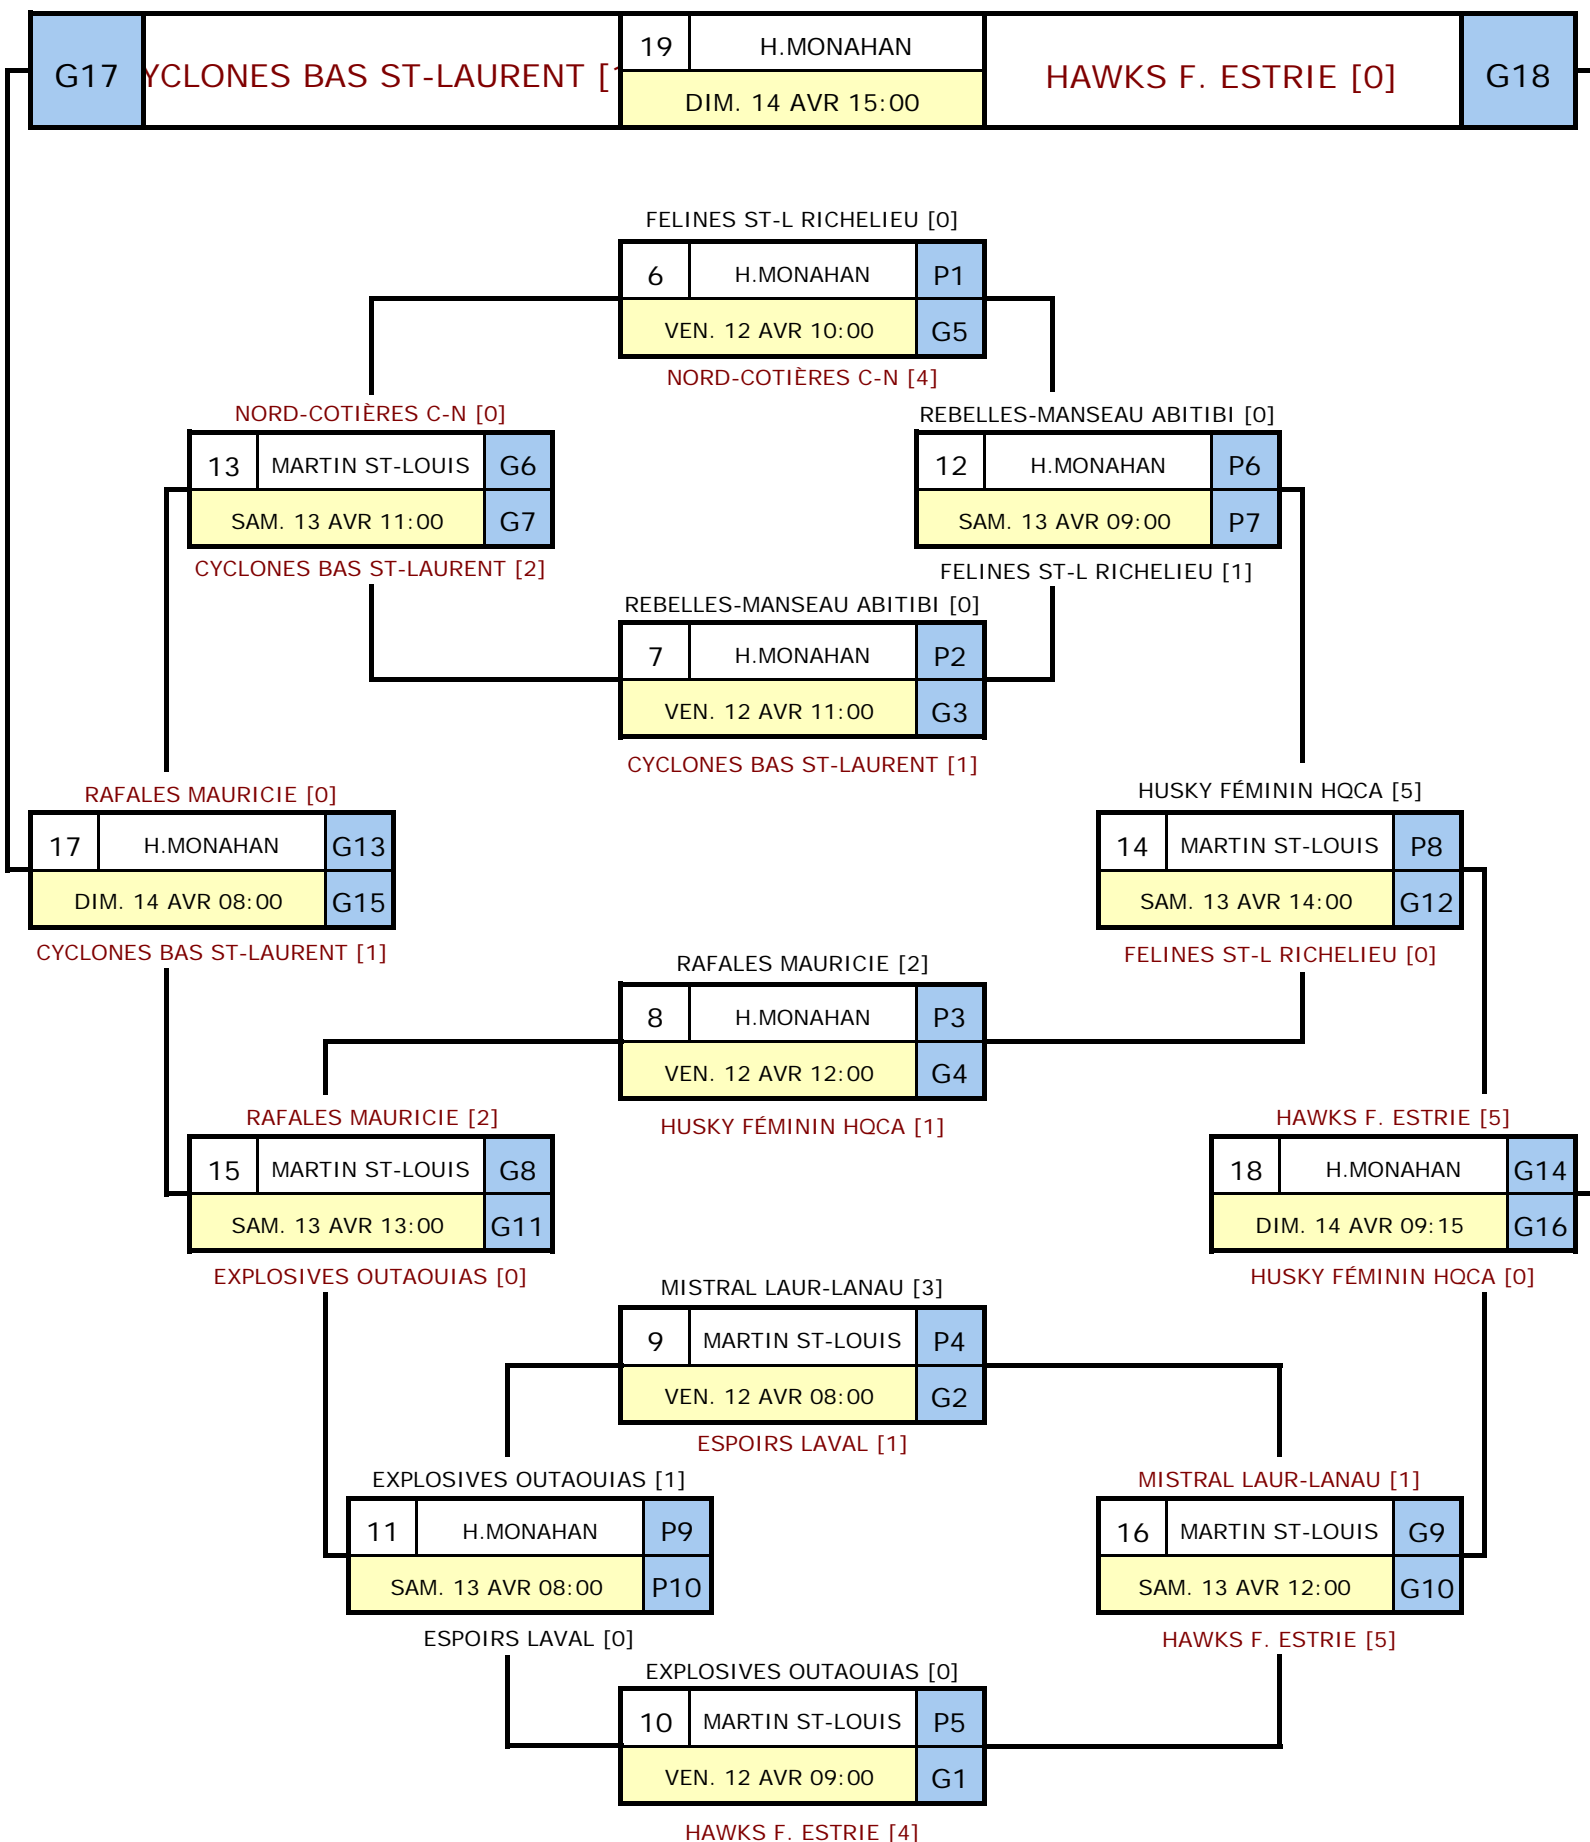 G17 YCLONES BAS ST-LAURENT [ 19 H.MONAHAN HAWKS F. ESTRIE [0] G18
DIM. 14 AVR 15:00
FELINES ST-L RICHELIEU [0]
6 H.MONAHAN P1
VEN. 12 AVR 10:00 G5
NORD-COTIÈRES C-N [4]
NORD-COTIÈRES C-N [0]
13 MARTIN ST-LOUIS G6
SAM. 13 AVR 11:00 G7
CYCLONES BAS ST-LAURENT [2]
REBELLES-MANSEAU ABITIBI [0]
12 H.MONAHAN P6
SAM. 13 AVR 09:00 P7
FELINES ST-L RICHELIEU [1]
REBELLES-MANSEAU ABITIBI [0]
7 H.MONAHAN P2
VEN. 12 AVR 11:00 G3
CYCLONES BAS ST-LAURENT [1]
RAFALES MAURICIE [0]
17 H.MONAHAN G13
DIM. 14 AVR 08:00 G15
CYCLONES BAS ST-LAURENT [1]
HUSKY FÉMININ HQCA [5]
14 MARTIN ST-LOUIS P8
SAM. 13 AVR 14:00 G12
FELINES ST-L RICHELIEU [0]
RAFALES MAURICIE [2]
8 H.MONAHAN P3
VEN. 12 AVR 12:00 G4
HUSKY FÉMININ HQCA [1]
RAFALES MAURICIE [2]
15 MARTIN ST-LOUIS G8
SAM. 13 AVR 13:00 G11
EXPLOSIVES OUTAOUIAS [0]
HAWKS F. ESTRIE [5]
18 H.MONAHAN G14
DIM. 14 AVR 09:15 G16
HUSKY FÉMININ HQCA [0]
MISTRAL LAUR-LANAU [3]
9 MARTIN ST-LOUIS P4
VEN. 12 AVR 08:00 G2
ESPOIRS LAVAL [1]
EXPLOSIVES OUTAOUIAS [1]
11 H.MONAHAN P9
SAM. 13 AVR 08:00 P10
ESPOIRS LAVAL [0]
MISTRAL LAUR-LANAU [1]
16 MARTIN ST-LOUIS G9
SAM. 13 AVR 12:00 G10
HAWKS F. ESTRIE [5]
EXPLOSIVES OUTAOUIAS [0]
10 MARTIN ST-LOUIS P5
VEN. 12 AVR 09:00 G1
HAWKS F. ESTRIE [4]